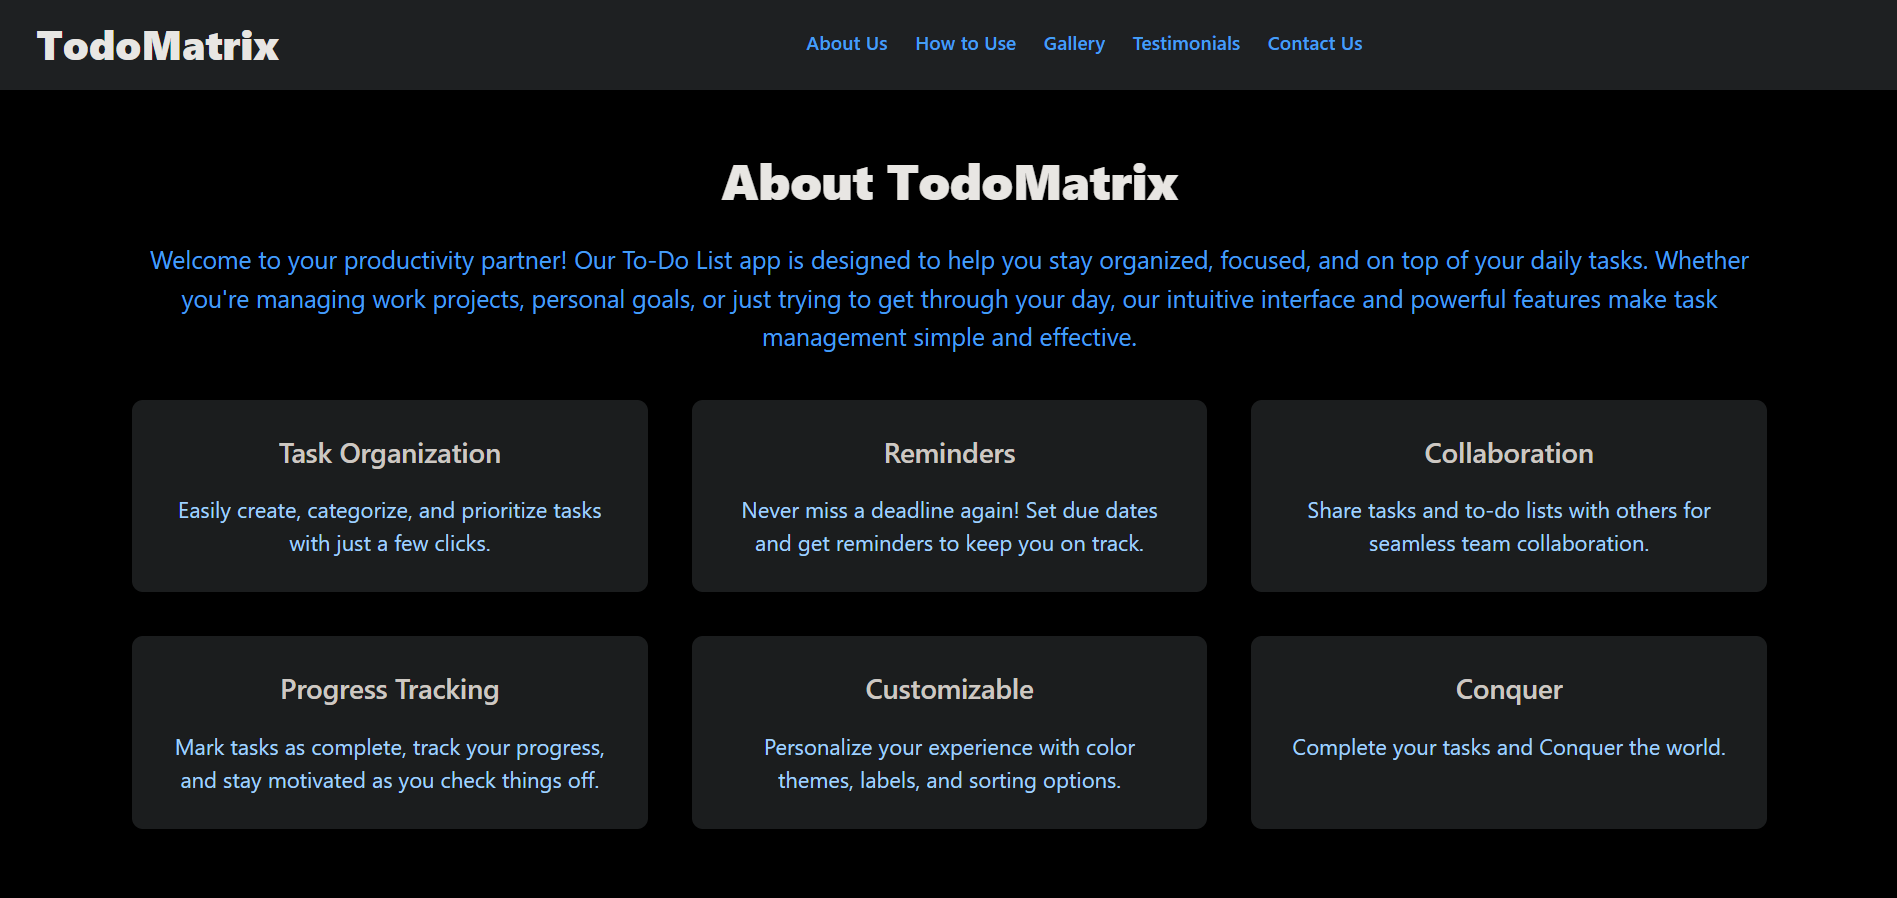 TodoMatrix
About Us How to Use Gallery Testimonials Contact Us
About TodoMatrix
Welcome to your productivity partner! Our To-Do List app is designed to help you stay organized, focused, and on top of your daily tasks. Whether
you're managing work projects, personal goals, or just trying to get through your day, our intuitive interface and powerful features make task
management simple and effective.
Task Organization
Easily create, categorize, and prioritize tasks
with just a few clicks.
Reminders
Never miss a deadline again! Set due dates
and get reminders to keep you on track.
Collaboration
Share tasks and to-do lists with others for
seamless team collaboration.
Progress Tracking
Mark tasks as complete, track your progress,
and stay motivated as you check things off.
Customizable
Personalize your experience with color
themes, labels, and sorting options.
Conquer
Complete your tasks and Conquer the world.